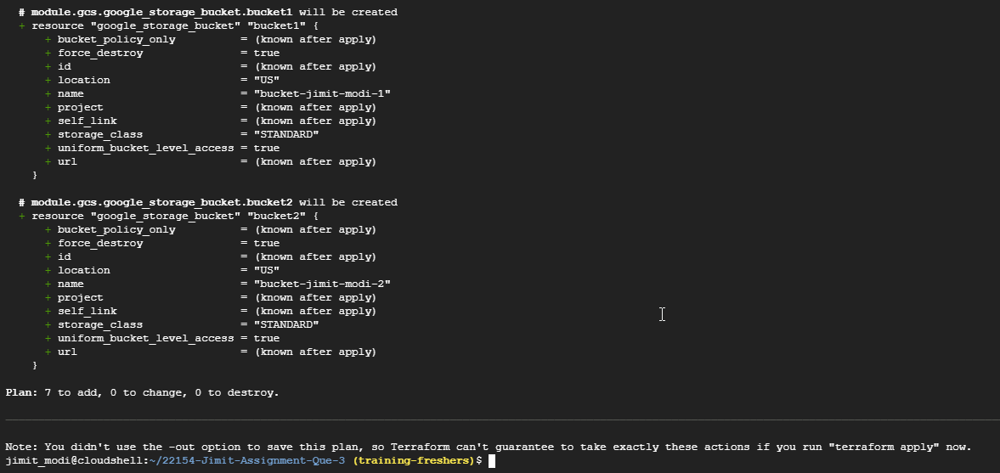 # module.gcs.google_storage_bucket.bucket1 will be created
+ resource "google_storage_bucket" "bucket1" {
+ bucket_policy_only = (known after apply)
+ force_destroy = true
+ id = (known after apply)
+ location = "US"
+ name = "bucket-jimit-modi-1"
+ project = (known after apply)
+ self_link = (known after apply)
+ storage_class = "STANDARD"
+ uniform_bucket_level_access = true
+ url = (known after apply)
}
# module.gcs.google_storage_bucket.bucket2 will be created
+ resource "google_storage_bucket" "bucket2" {
+ bucket_policy_only = (known after apply)
+ force_destroy = true
+ id = (known after apply)
+ location = "US"
+ name = "bucket-jimit-modi-2"
+ project = (known after apply)
+ self_link = (known after apply)
+ storage_class = "STANDARD"
+ uniform_bucket_level_access = true
+ url = (known after apply)
}
Plan: 7 to add, 0 to change, 0 to destroy.
Note: You didn't use the -out option to save this plan, so Terraform can't guarantee to take exactly these actions if you run "terraform apply" now.
jimit_modi@cloudshell:~/22154-Jimit-Assignment-Que-3 (training-freshers)$